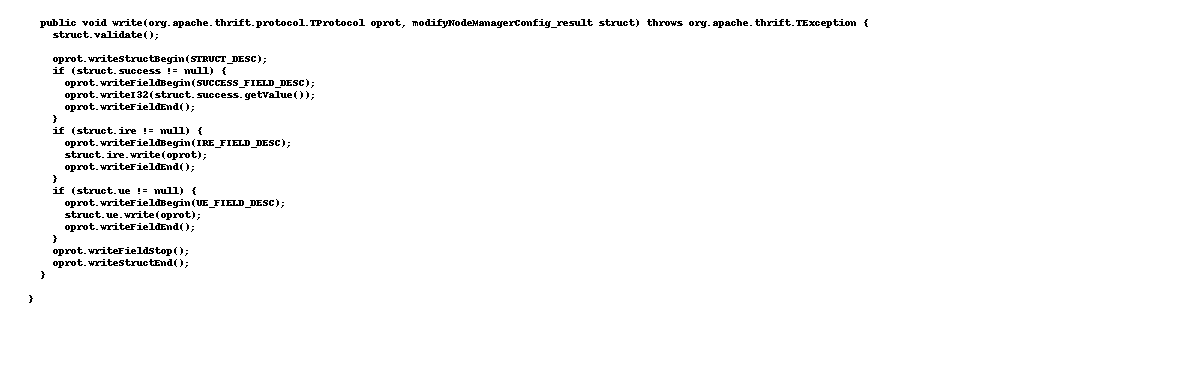 public void write(org.apache.thrift.protocol.TProtocol oprot, modifyNodeManagerConfig_result struct) throws org.apache.thrift.TException {
struct.validate();
oprot.writeStructBegin(STRUCT_DESC);
if (struct.success != null) {
oprot.writeFieldBegin(SUCCESS_FIELD_DESC);
oprot.writeI32(struct.success.getValue());
oprot.writeFieldEnd();
}
if (struct.ire != null) {
oprot.writeFieldBegin(IRE_FIELD_DESC);
struct.ire.write(oprot);
oprot.writeFieldEnd();
}
if (struct.ue != null) {
oprot.writeFieldBegin(UE_FIELD_DESC);
struct.ue.write(oprot);
oprot.writeFieldEnd();
}
oprot.writeFieldStop();
oprot.writeStructEnd();
}
}